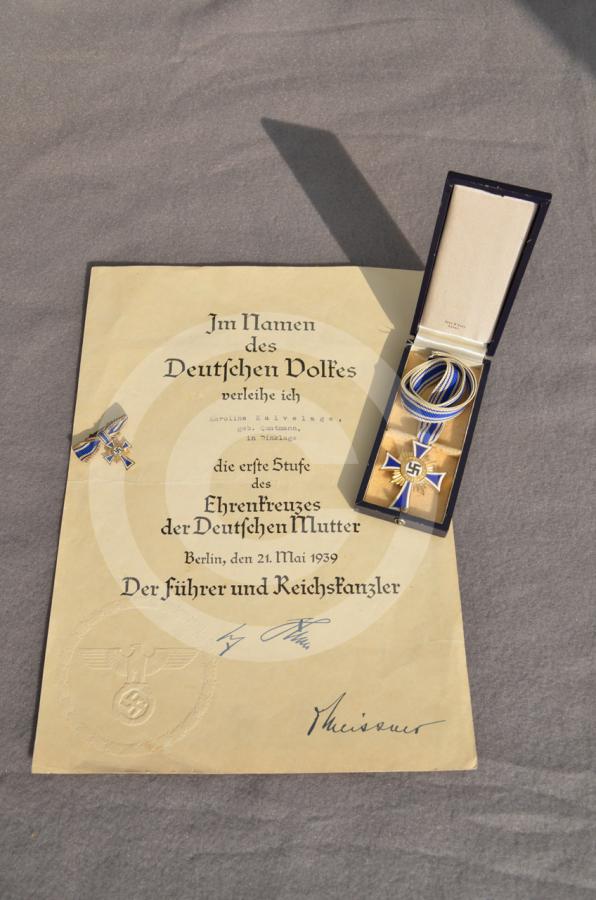 Im Namen
des
Deutschen Volkes
verleihe ich
Karoline Kalvelage,
geb. Quatmann,
in Dinklage
die erste Stufe
des
Ehrenkreuzes
der Deutschen Mutter
Berlin, den 21. Mai 1939
Der Führer und Reichskanzler
Meissner